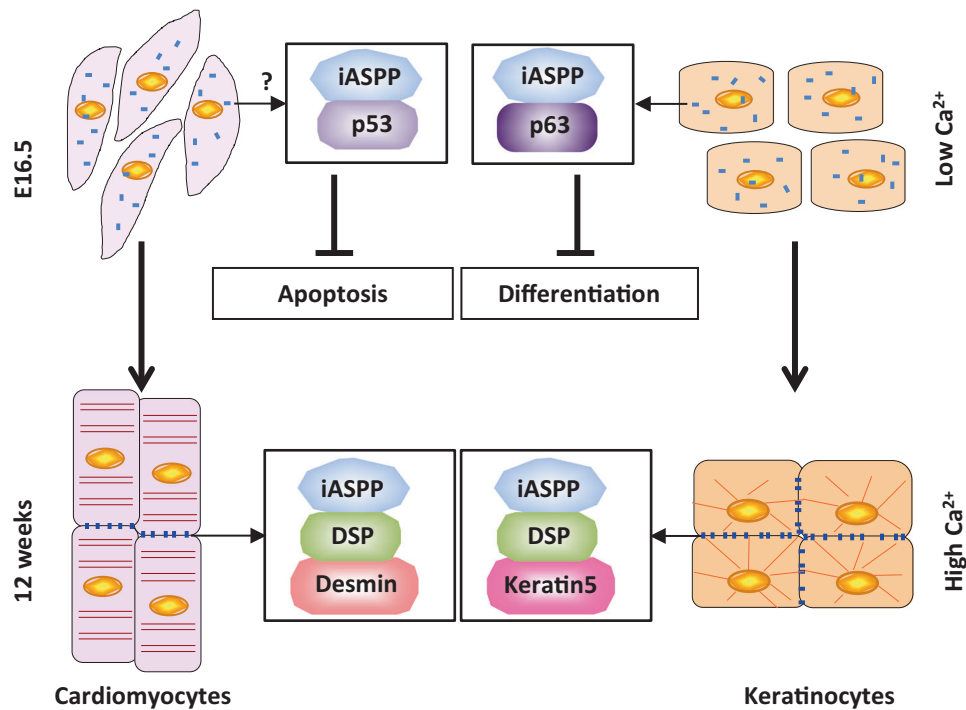 E16.5
?
iASPP
p53
iASPP
p63
Low Ca²⁺
Apoptosis
Differentiation
12 weeks
iASPP
DSP
Desmin
iASPP
DSP
Keratin5
High Ca²⁺
Cardiomyocytes
Keratinocytes